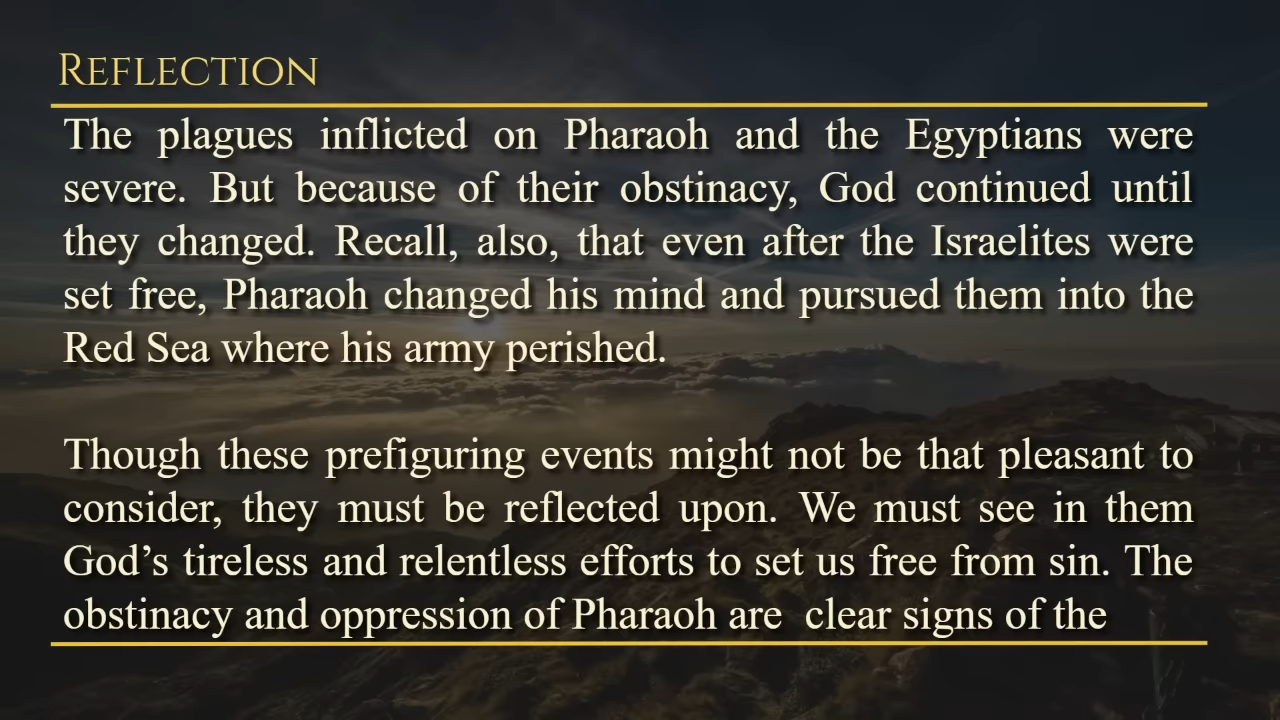 Reflection
The plagues inflicted on Pharaoh and the Egyptians were
severe. But because of their obstinacy, God continued until
they changed. Recall, also, that even after the Israelites were
set free, Pharaoh changed his mind and pursued them into the
Red Sea where his army perished.
Though these prefiguring events might not be that pleasant to
consider, they must be reflected upon. We must see in them
God’s tireless and relentless efforts to set us free from sin. The
obstinacy and oppression of Pharaoh are  clear signs of the